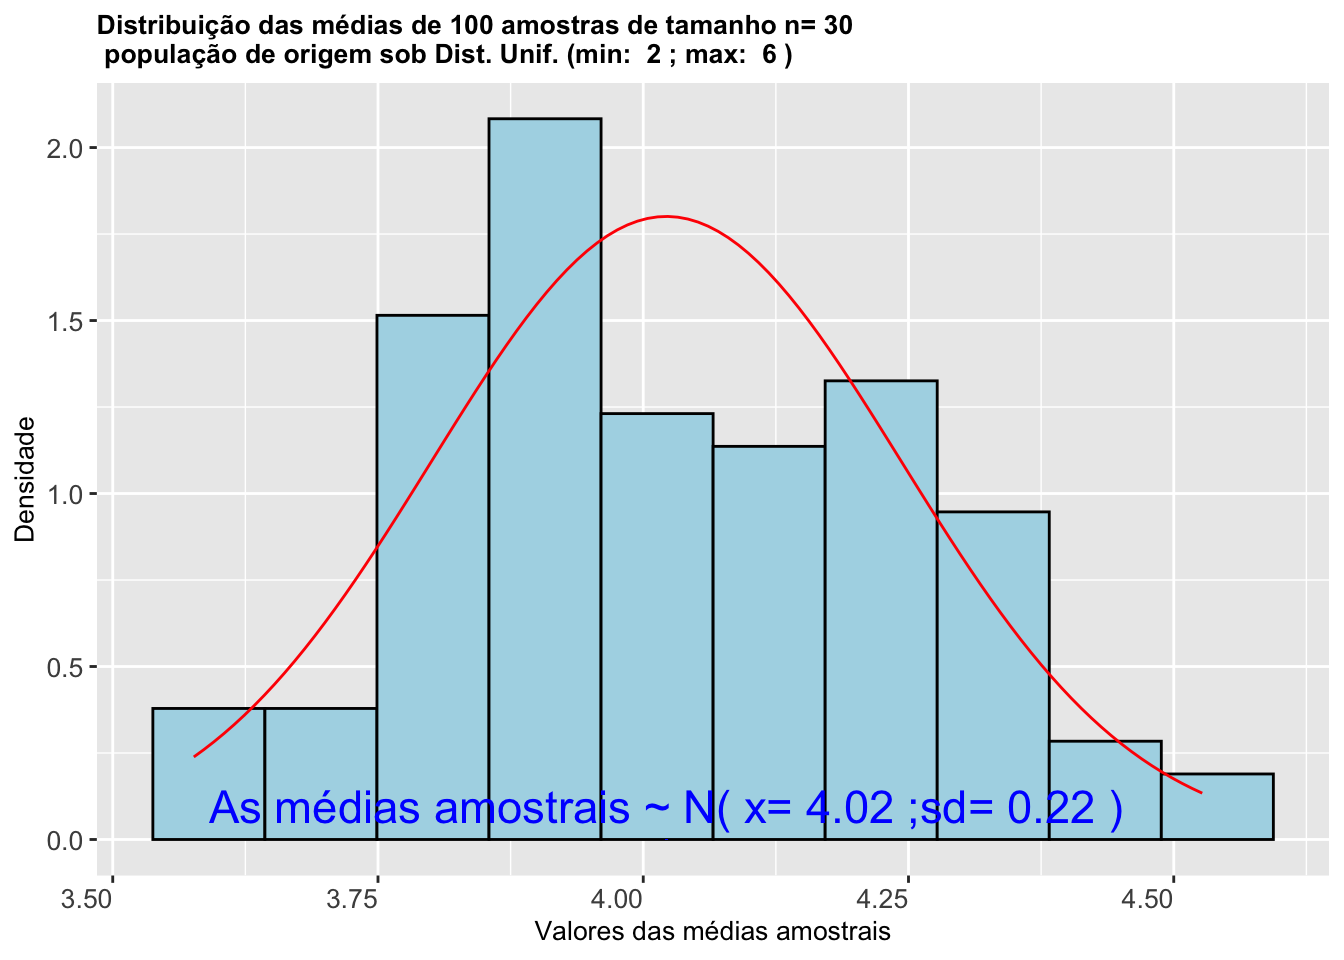 Distribuição das médias de 100 amostras de tamanho n= 30
população de origem sob Dist. Unif. (min:  2 ; max:  6 )
Densidade
2.0
1.5
1.0
0.5
0.0
As médias amostrais ~ N( x= 4.02 ;sd= 0.22 )
3.50 3.75 4.00 4.25 4.50
Valores das médias amostrais